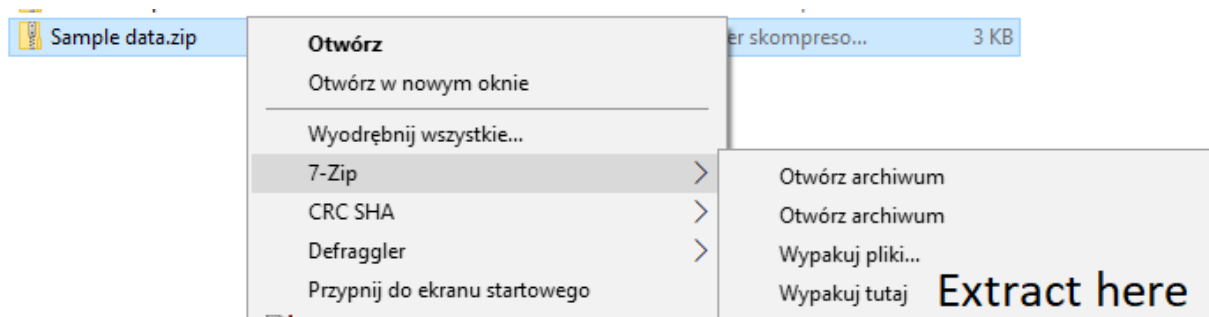 Sample data.zip
er skompreso...
3 KB
Otwórz
Otwórz w nowym oknie
Wyodrębnij wszystkie...
7-Zip
CRC SHA
Defraggler
Przypnij do ekranu startowego
Otwórz archiwum
Otwórz archiwum
Wypakuj pliki...
Wypakuj tutaj Extract here